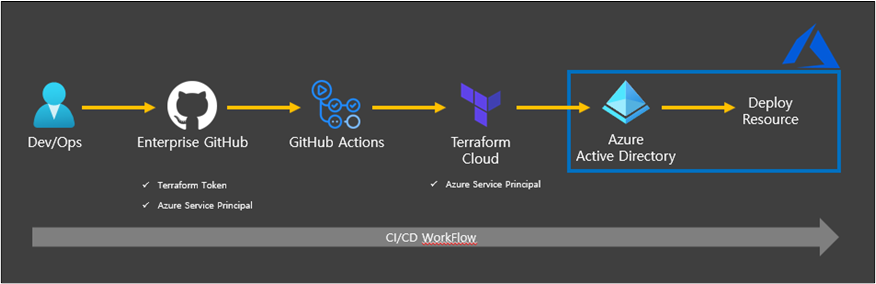 Dev/Ops
Enterprise GitHub
GitHub Actions
Terraform
Cloud
Azure
Active Directory
Deploy
Resource
✓ Terraform Token
✓ Azure Service Principal
✓ Azure Service Principal
CI/CD WorkFlow